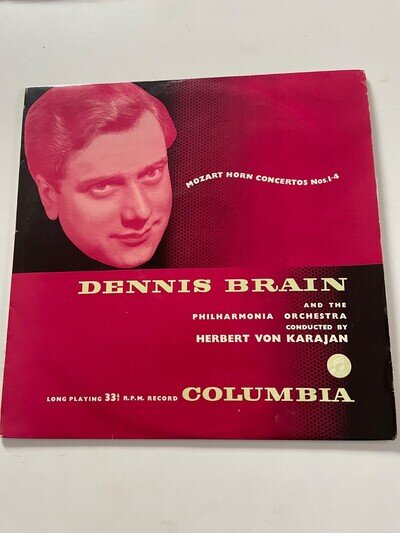 MOZART HORN CONCERTOS Nos.1-4
DENNIS BRAIN
AND THE
PHILHARMONIA ORCHESTRA
CONDUCTED BY
HERBERT VON KARAJAN
LONG PLAYING 33⅓ R.P.M. RECORD COLUMBIA